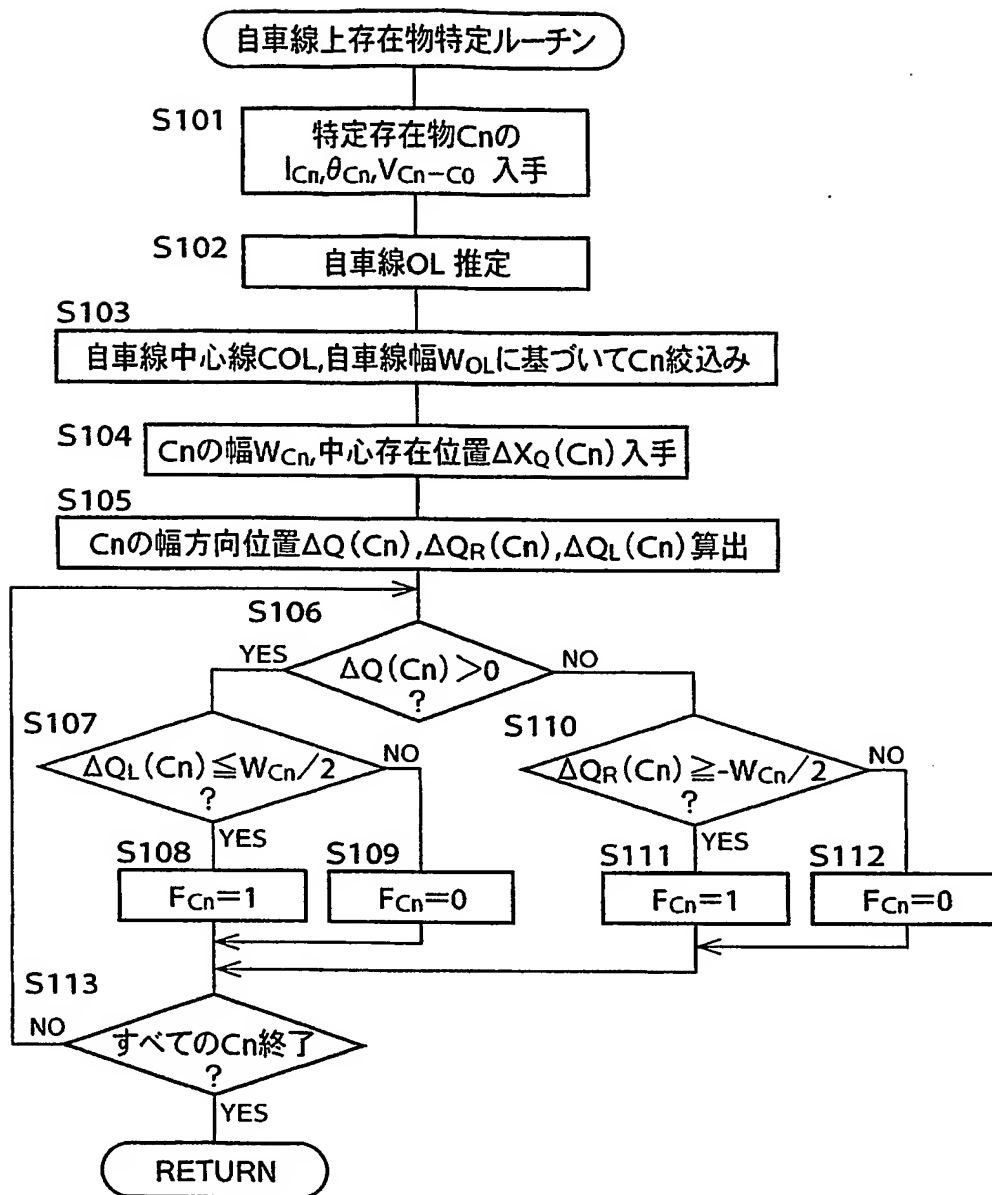 自車線上存在物特定ルーチン
S101
特定存在物Cnの
lCn,θCn,VCn-C0 入手
S102
自車線OL 推定
S103
自車線中心線COL,自車線幅WOLに基づいてCn絞込み
S104
Cnの幅WCn,中心存在位置ΔXQ(Cn)入手
S105
Cnの幅方向位置ΔQ(Cn),ΔQR(Cn),ΔQL(Cn)算出
S106
YES
ΔQ(Cn)>0
?
NO
S107
ΔQL(Cn)≦WCn/2
?
NO
YES
S110
ΔQR(Cn)≧-WCn/2
?
NO
YES
S108
FCn=1
S109
FCn=0
S111
FCn=1
S112
FCn=0
S113
NO
すべてのCn終了
?
YES
RETURN